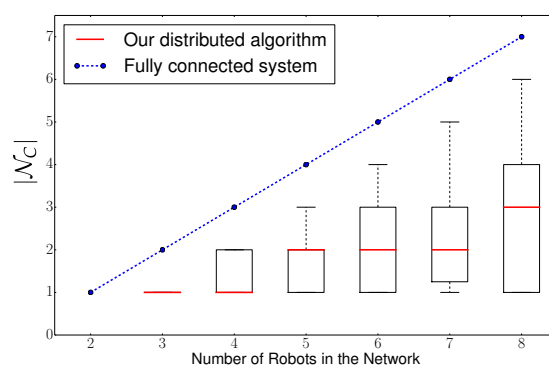 7
6
5
4
3
2
1
0
|𝒩_C|
Our distributed algorithm
Fully connected system
2 3 4 5 6 7 8
Number of Robots in the Network